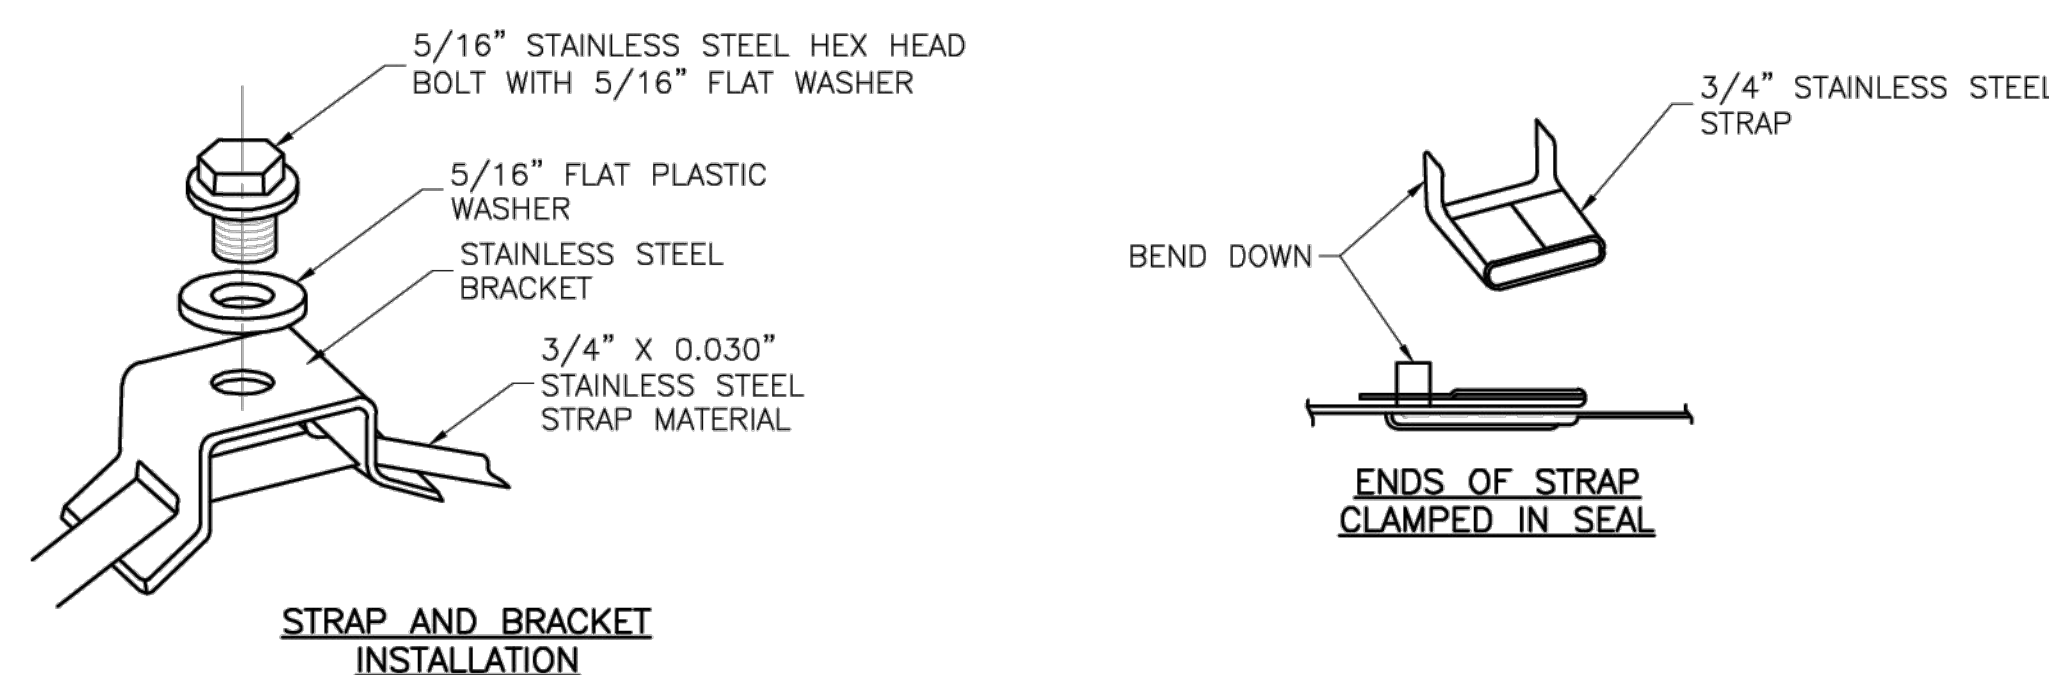 5/16” STAINLESS STEEL HEX HEAD
BOLT WITH 5/16” FLAT WASHER
5/16” FLAT PLASTIC
WASHER
STAINLESS STEEL
BRACKET
3/4” X 0.030”
STAINLESS STEEL
STRAP MATERIAL
STRAP AND BRACKET
INSTALLATION
3/4” STAINLESS STEEL
STRAP
BEND DOWN
ENDS OF STRAP
CLAMPED IN SEAL